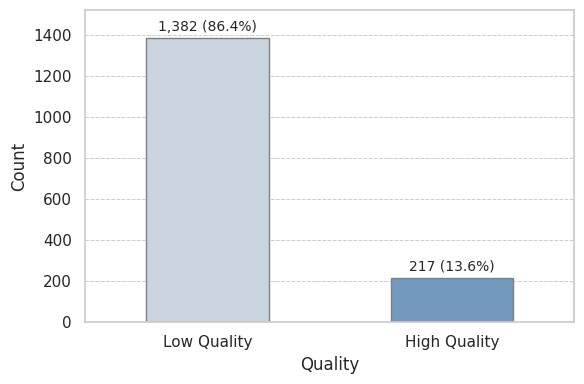 1,382 (86.4%)
1400
1200
1000
800
600
400
217 (13.6%)
200
0
Count
Low Quality
High Quality
Quality